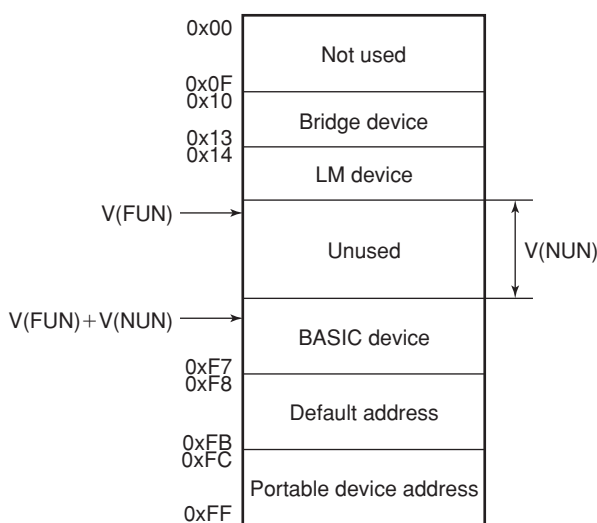 0x00
Not used
0x0F
0x10
Bridge device
0x13
0x14
LM device
V(FUN)
Unused
V(NUN)
V(FUN)+V(NUN)
BASIC device
0xF7
0xF8
Default address
0xFB
0xFC
Portable device address
0xFF